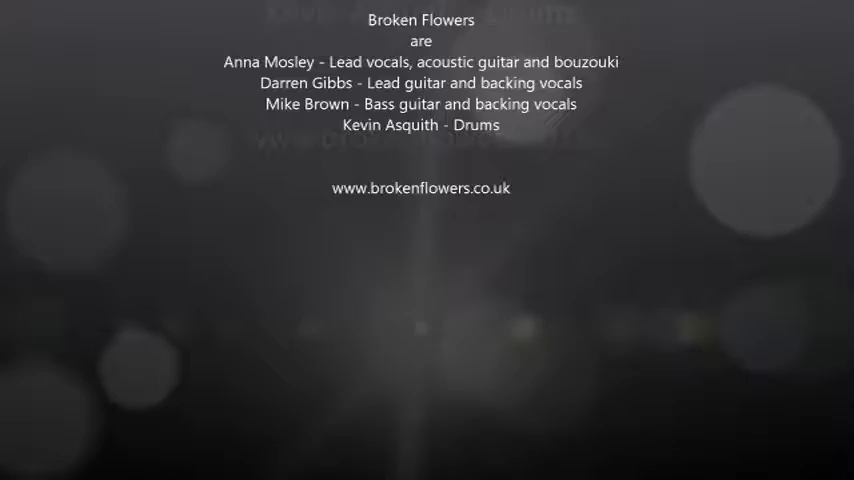 Broken Flowers
are
Anna Mosley - Lead vocals, acoustic guitar and bouzouki
Darren Gibbs - Lead guitar and backing vocals
Mike Brown - Bass guitar and backing vocals
Kevin Asquith - Drums
www.brokenflowers.co.uk